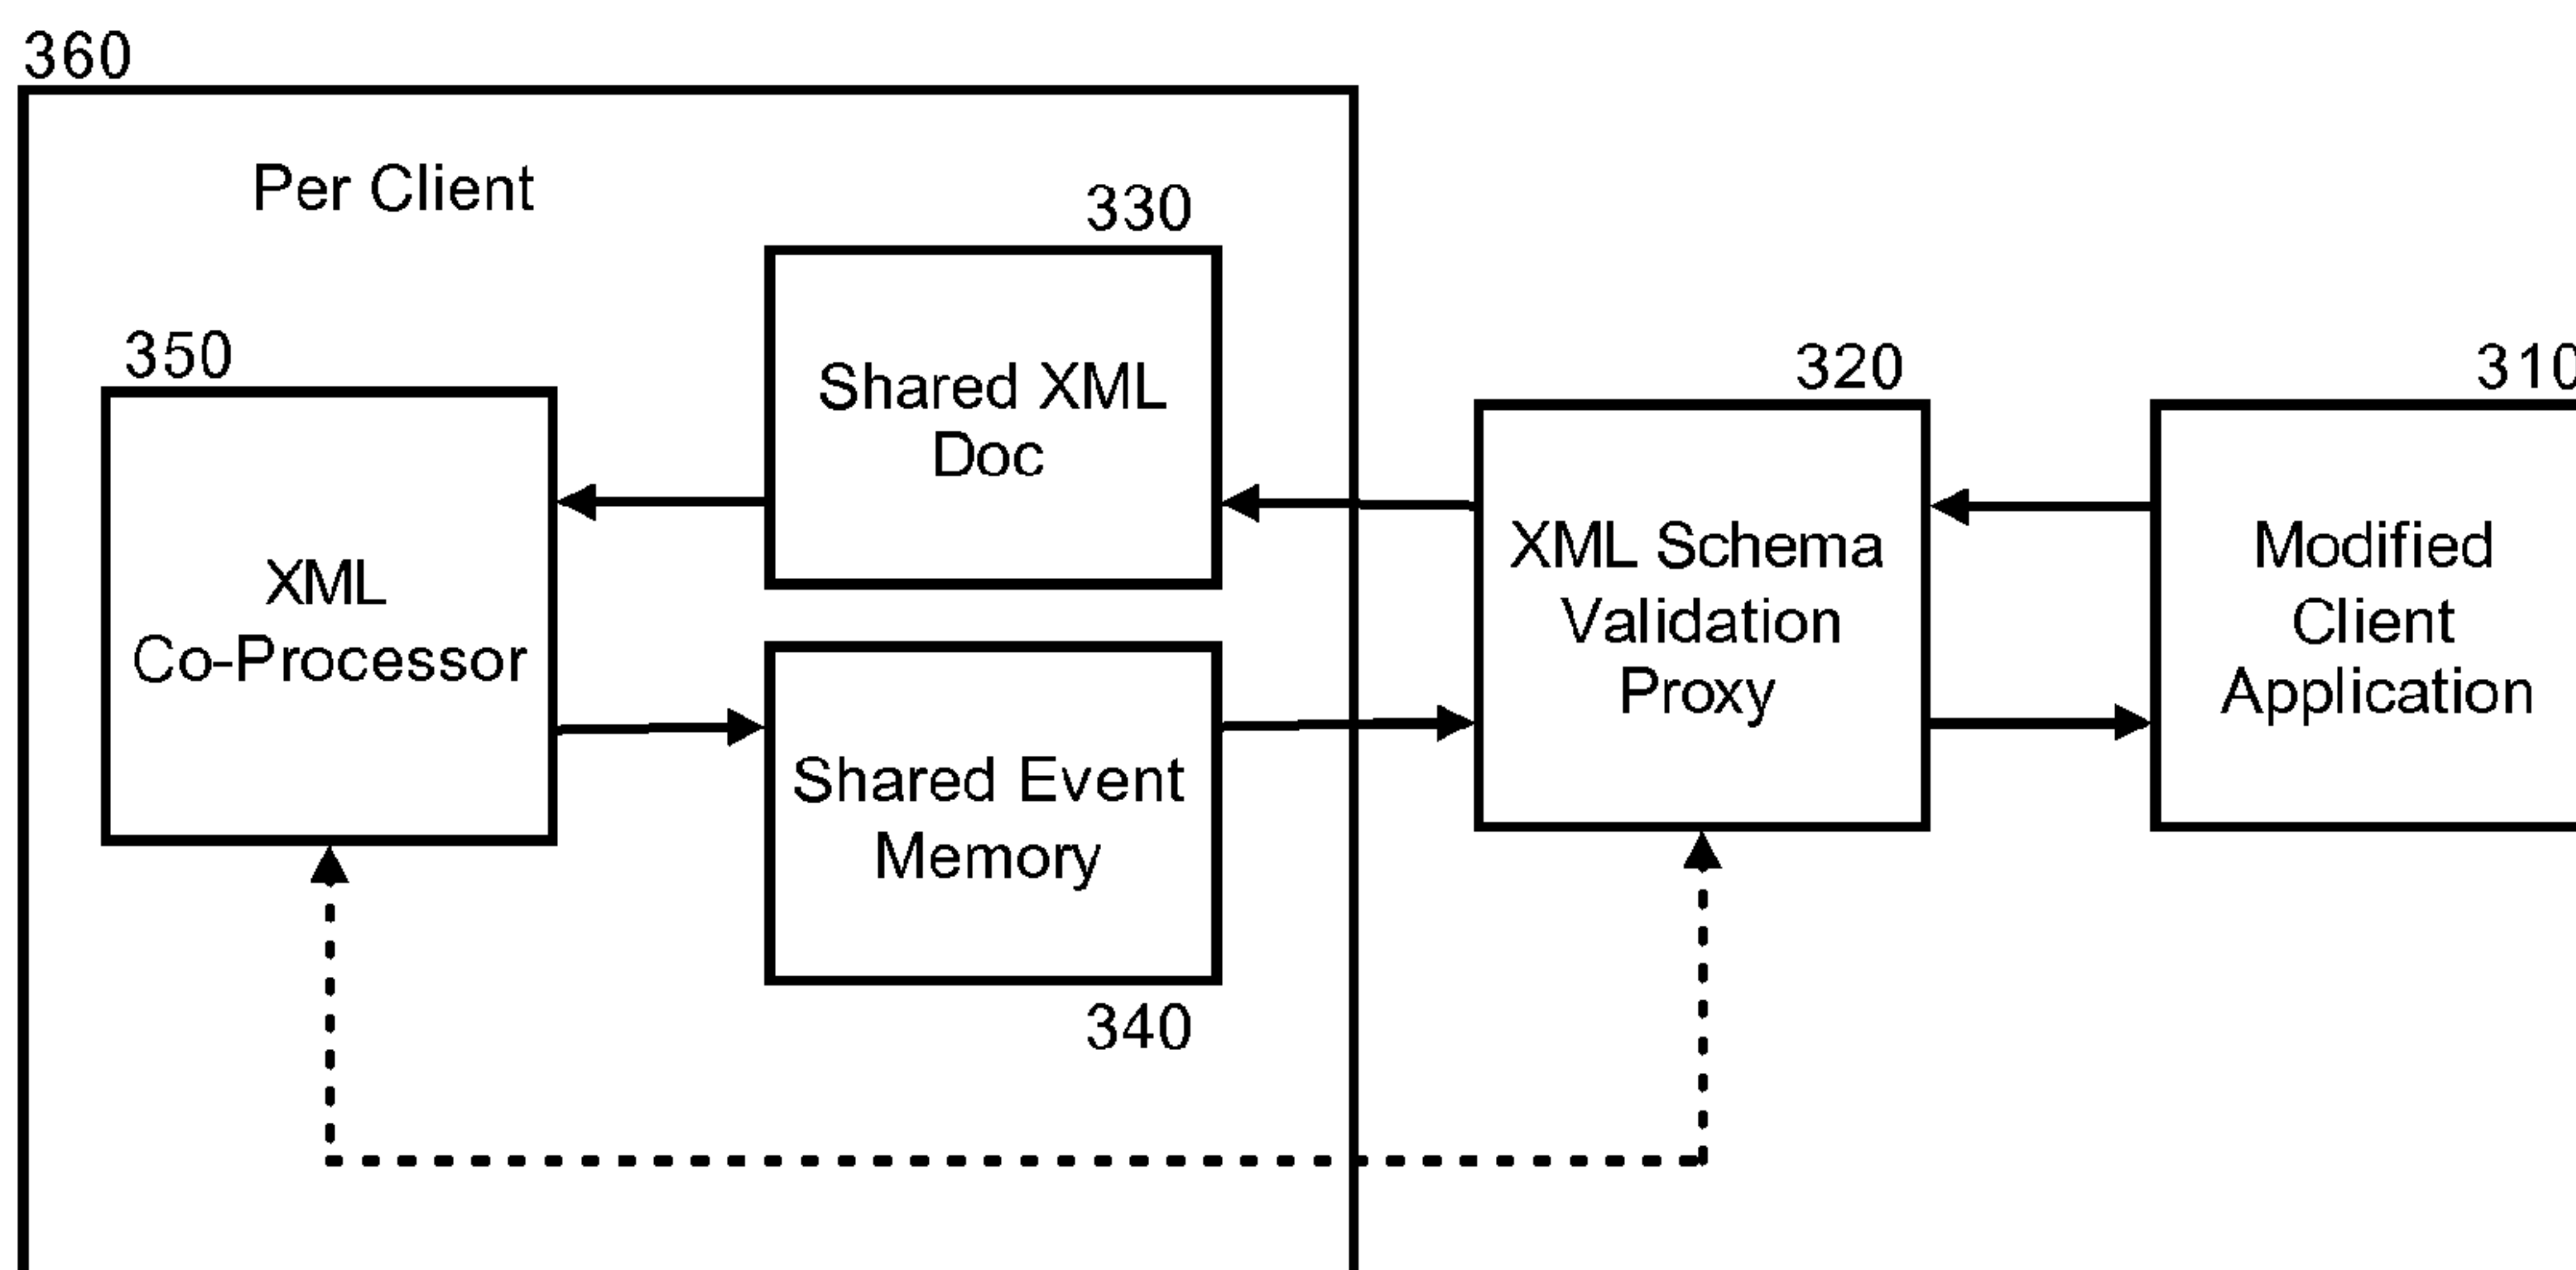 360
Per Client
330
Shared XML
Doc
350
XML
Co-Processor
Shared Event
Memory
340
320
XML Schema
Validation
Proxy
310
Modified
Client
Application